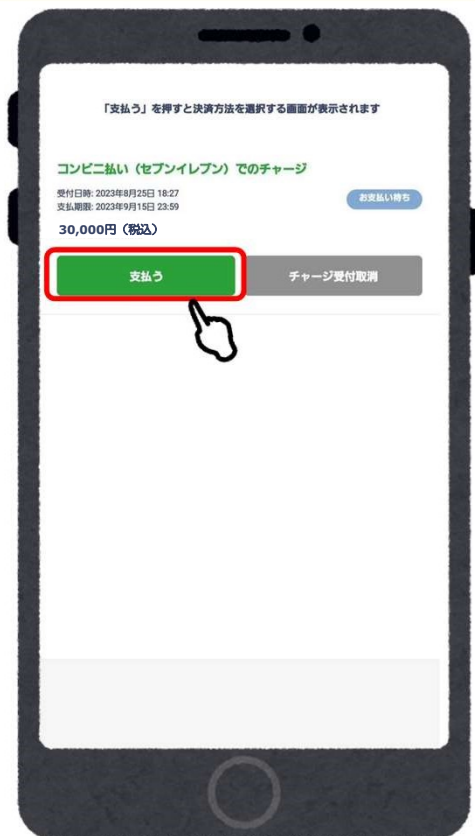 「支払う」を押すと決済方法を選択する画面が表示されます
コンビニ払い（セブンイレブン）でのチャージ
受付日時: 2023年8月25日 18:27
お支払い待ち
支払期限: 2023年9月15日 23:59
30,000円（税込）
支払う
チャージ受付取消